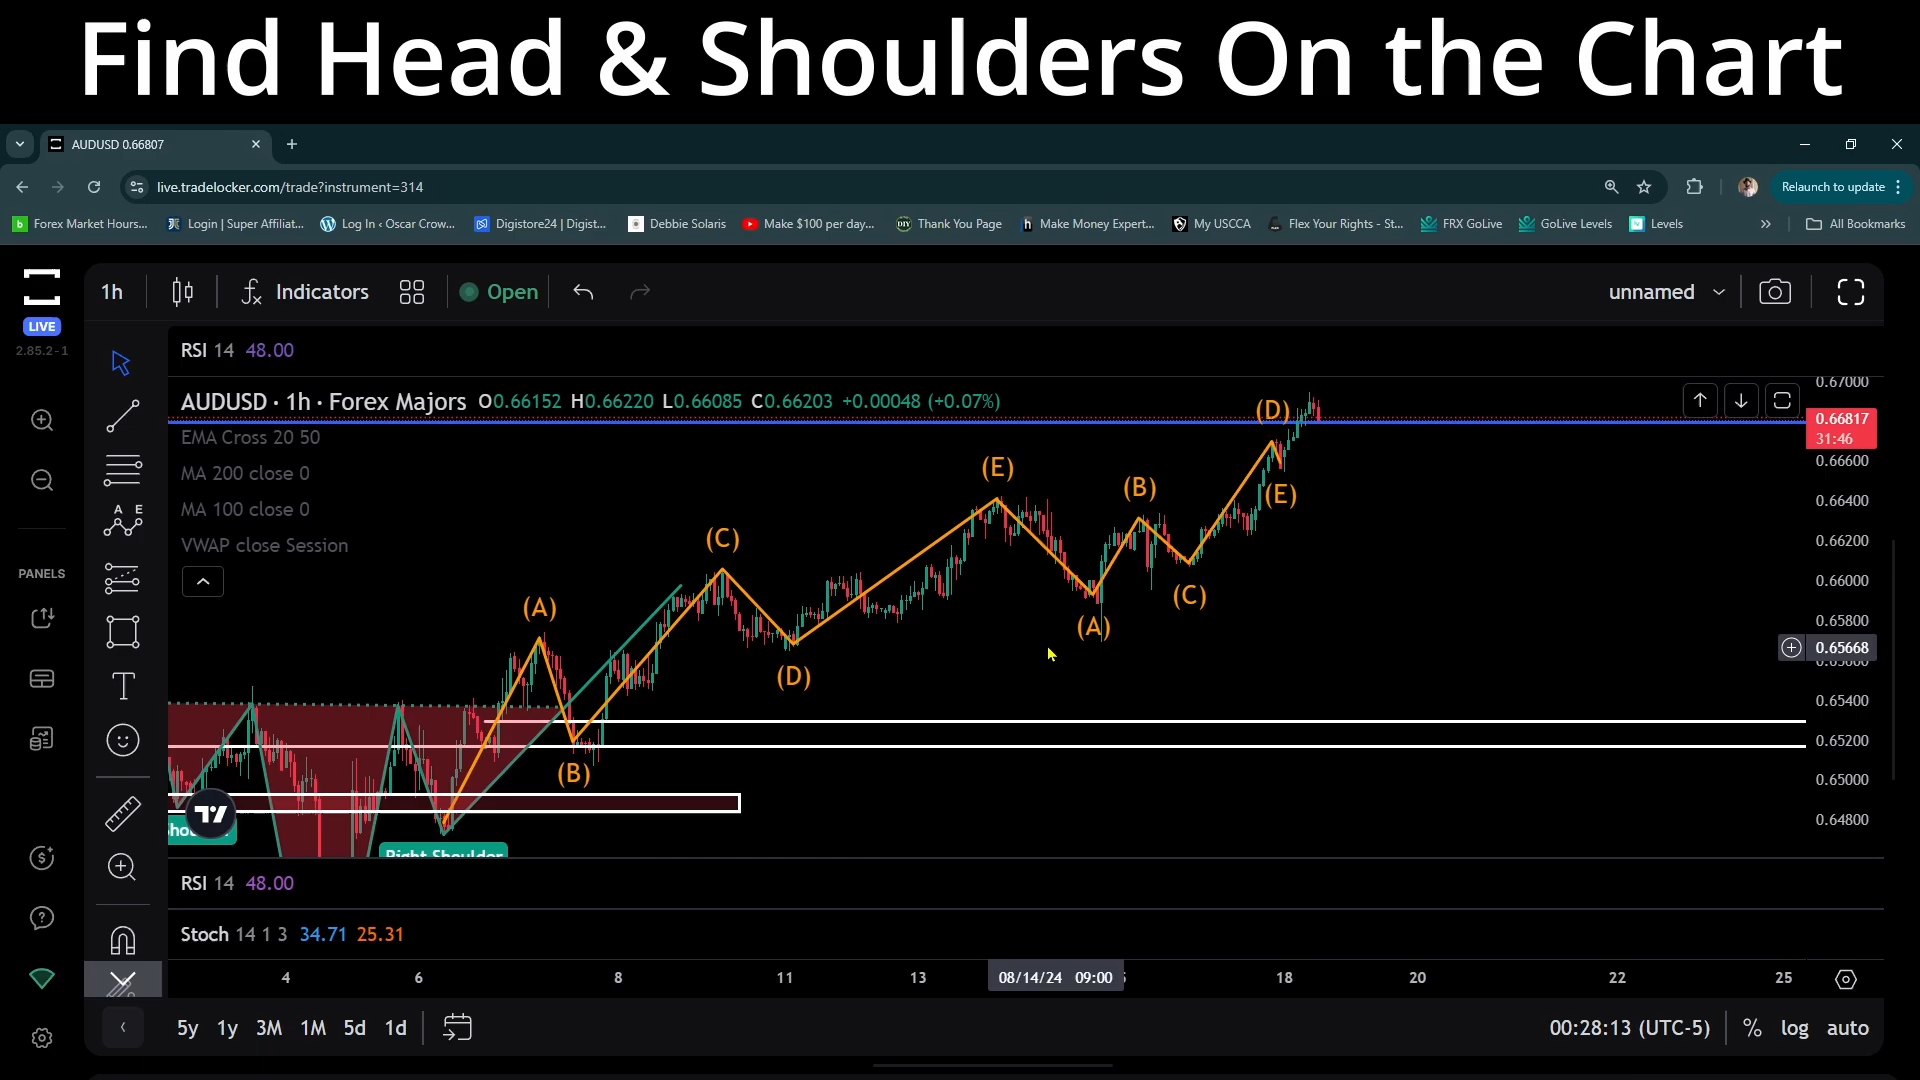 Find Head & Shoulders On the Chart
AUDUSD 0.66807
live.tradelocker.com/trade?instrument=314
Relaunch to update
Forex Market Hours...
Login | Super Affiliat...
Log In ‹ Oscar Crow...
Digistore24 | Digist...
Debbie Solaris
Make $100 per day...
DIY
Thank You Page
Make Money Expert...
My USCCA
Flex Your Rights - St...
FRX GoLive
GoLive Levels
Levels
All Bookmarks
LIVE
2.85.2-1
1h
Indicators
Open
unnamed
RSI 14 48.00
AUDUSD · 1h · Forex Majors O0.66152 H0.66220 L0.66085 C0.66203 +0.00048 (+0.07%)
EMA Cross 20 50
MA 200 close 0
MA 100 close 0
VWAP close Session
0.67000
0.66817
31:46
0.66600
0.66400
0.66200
0.66000
0.65800
0.65668
0.65400
0.65200
0.65000
0.64800
PANELS
A E
T
(A)
(B)
(C)
(D)
(E)
(A)
(B)
(C)
(D)
(E)
Right Shoulder
RSI 14 48.00
Stoch 14 1 3 34.71 25.31
4
6
8
11
13
08/14/24 09:00
18
20
22
25
5y 1y 3M 1M 5d 1d
00:28:13 (UTC-5)
% log auto